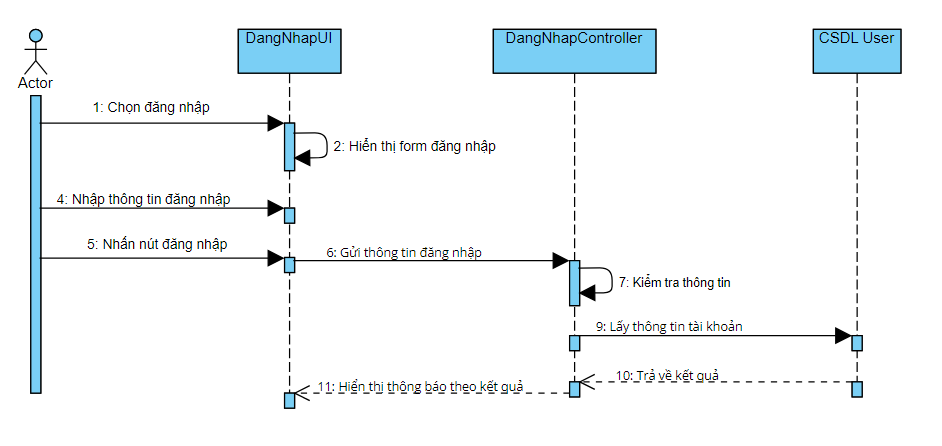 DangNhapUI
DangNhapController
CSDL User
Actor
1: Chọn đăng nhập
2: Hiển thị form đăng nhập
4: Nhập thông tin đăng nhập
5: Nhấn nút đăng nhập
6: Gửi thông tin đăng nhập
7: Kiểm tra thông tin
9: Lấy thông tin tài khoản
10: Trả về kết quả
11: Hiển thị thông báo theo kết quả